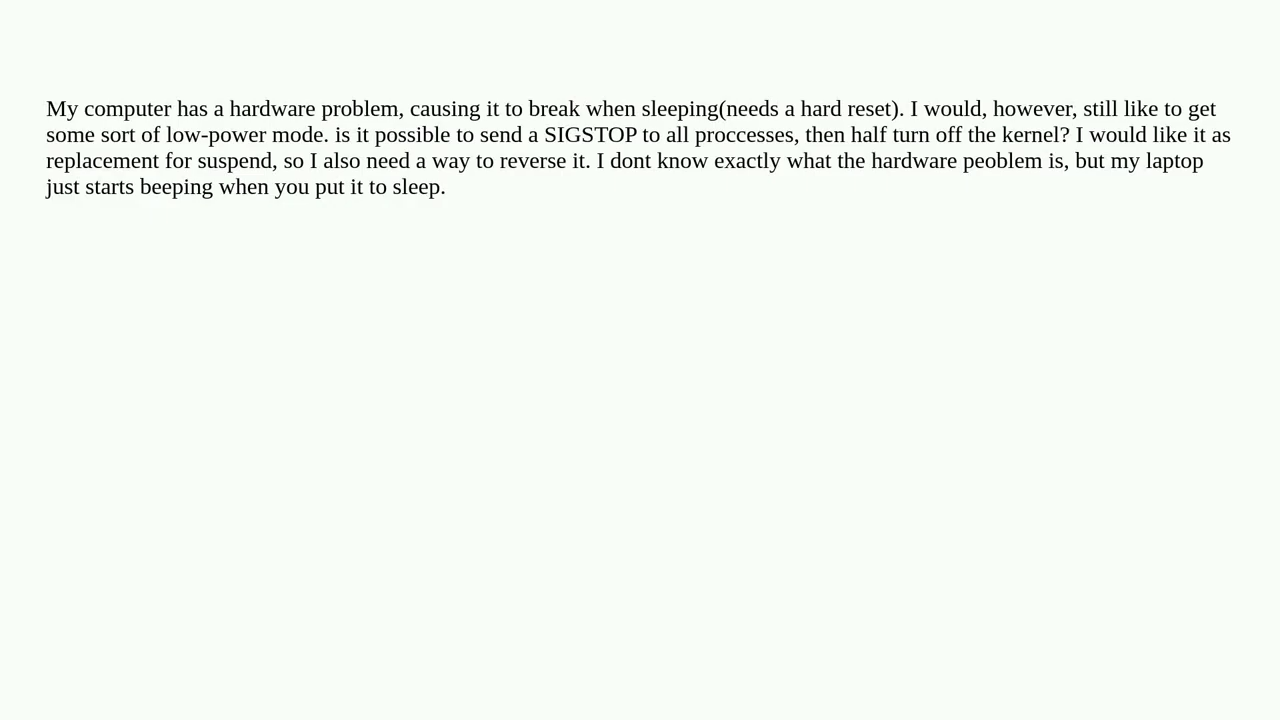 My computer has a hardware problem, causing it to break when sleeping(needs a hard reset). I would, however, still like to get
some sort of low-power mode. is it possible to send a SIGSTOP to all proccesses, then half turn off the kernel? I would like it as
replacement for suspend, so I also need a way to reverse it. I dont know exactly what the hardware peoblem is, but my laptop
just starts beeping when you put it to sleep.